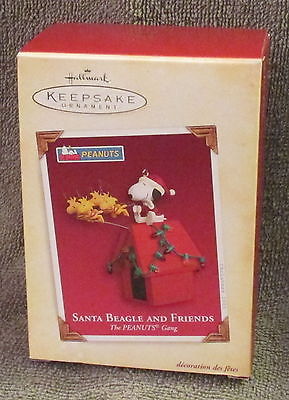 Hallmark
KEEPSAKE
ORNAMENT
PEANUTS
SANTA BEAGLE AND FRIENDS
The PEANUTS® Gang
décoration des fêtes